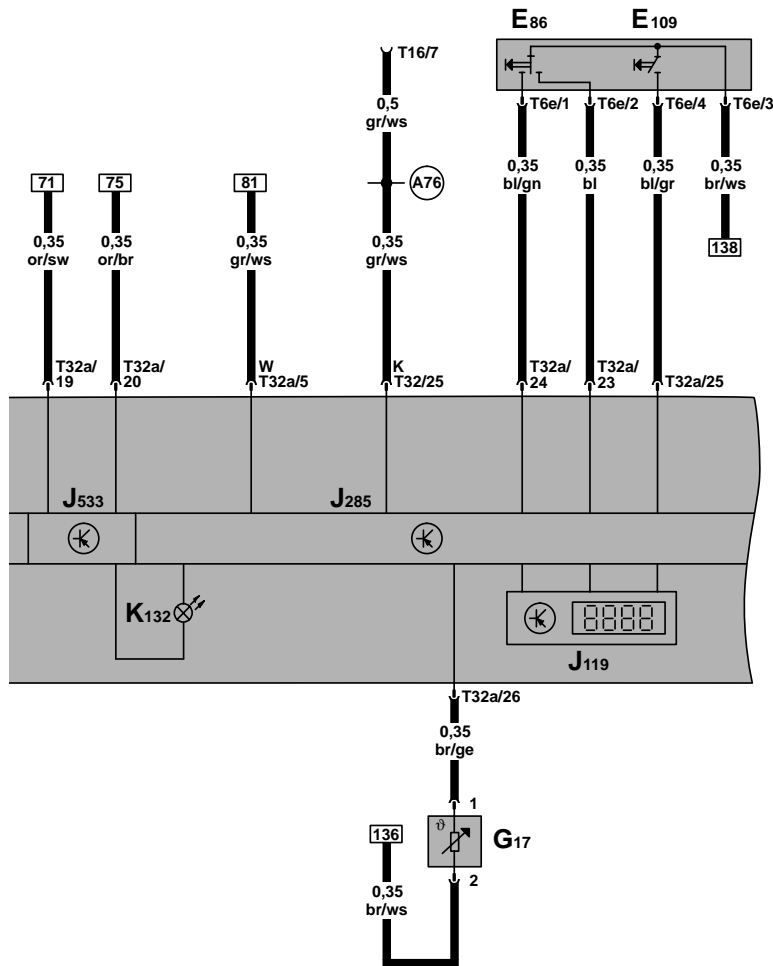 E86 E109
T16/7
T6e/1 T6e/2 T6e/4 T6e/3
0,5
gr/ws
0,35
bl/gn
0,35
bl
0,35
bl/gr
0,35
br/ws
71 75 81 A76
138
0,35
or/sw
0,35
or/br
0,35
gr/ws
0,35
gr/ws
T32a/
19
T32a/
20
W
T32a/5
K
T32/25
T32a/
24
T32a/
23
T32a/25
J533 J285
K132
8888
J119
T32a/26
0,35
br/ge
1
136
ϑ
G17
2
0,35
br/ws